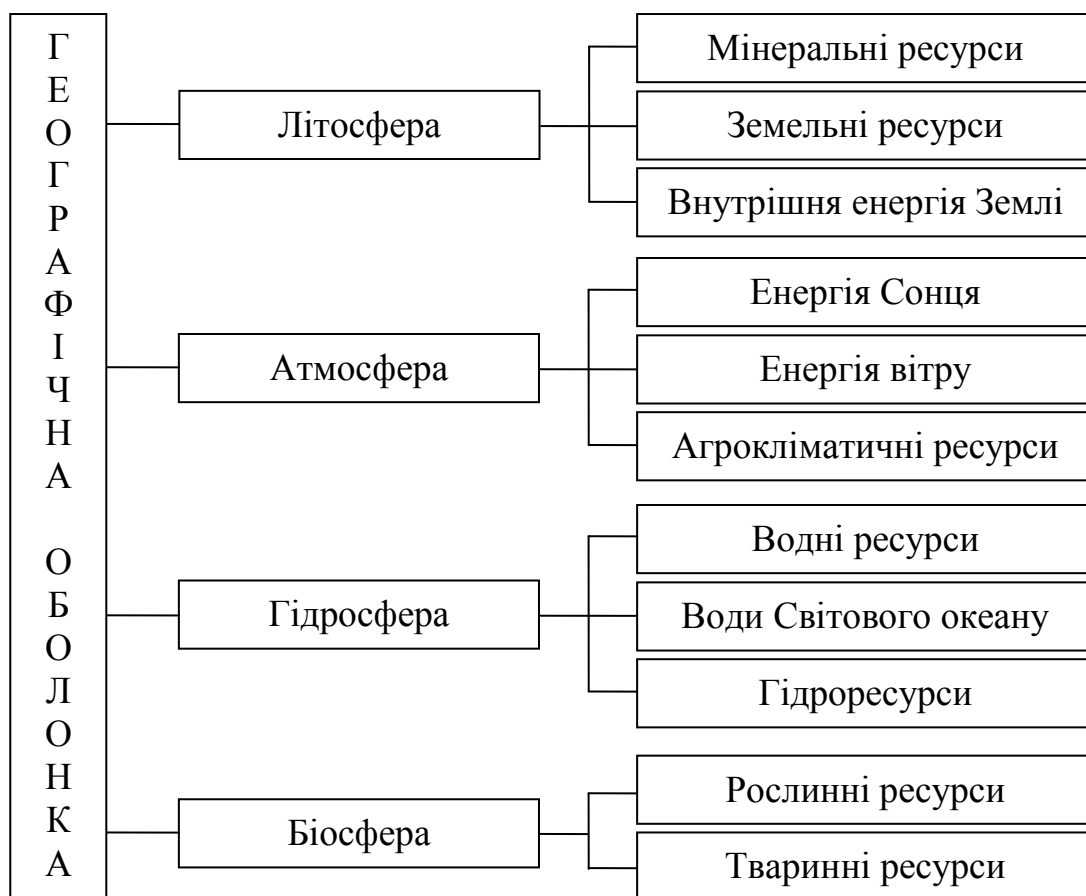 ГЕОГРАФІЧНА ОБОЛОНКА
Літосфера
Мінеральні ресурси
Земельні ресурси
Внутрішня енергія Землі
Атмосфера
Енергія Сонця
Енергія вітру
Агрокліматичні ресурси
Гідросфера
Водні ресурси
Води Світового океану
Гідроресурси
Біосфера
Рослинні ресурси
Тваринні ресурси